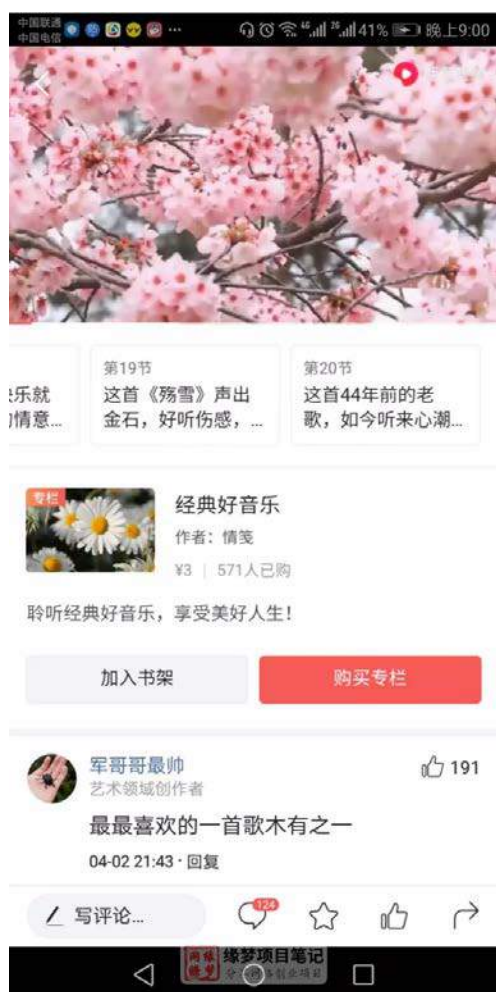 中国联通
中国电信
46
26
41%
晚上9:00
第19节
第20节
乐就
这首《殇雪》声出
这首44年前的老
情意...
金石，好听伤感，...
歌，如今听来心潮...
专栏
经典好音乐
作者：情笺
¥3 | 571人已购
聆听经典好音乐，享受美好人生！
加入书架
购买专栏
军哥哥最帅
191
艺术领域创作者
最最喜欢的一首歌木有之一
04-02 21:43 · 回复
写评论...
124
缘梦项目笔记